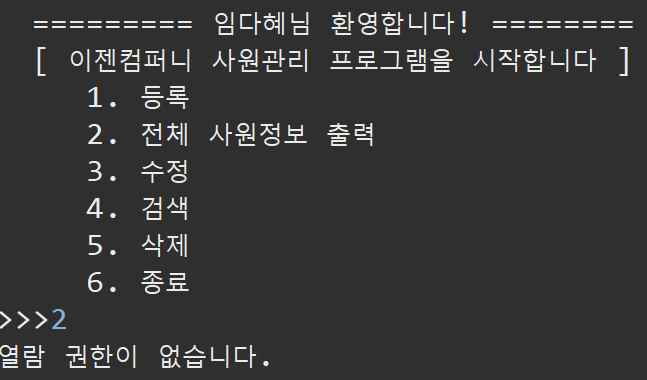 ========= 임다혜님 환영합니다! ========
[ 이젠컴퍼니 사원관리 프로그램을 시작합니다 ]
1. 등록
2. 전체 사원정보 출력
3. 수정
4. 검색
5. 삭제
6. 종료
>>>2
열람 권한이 없습니다.